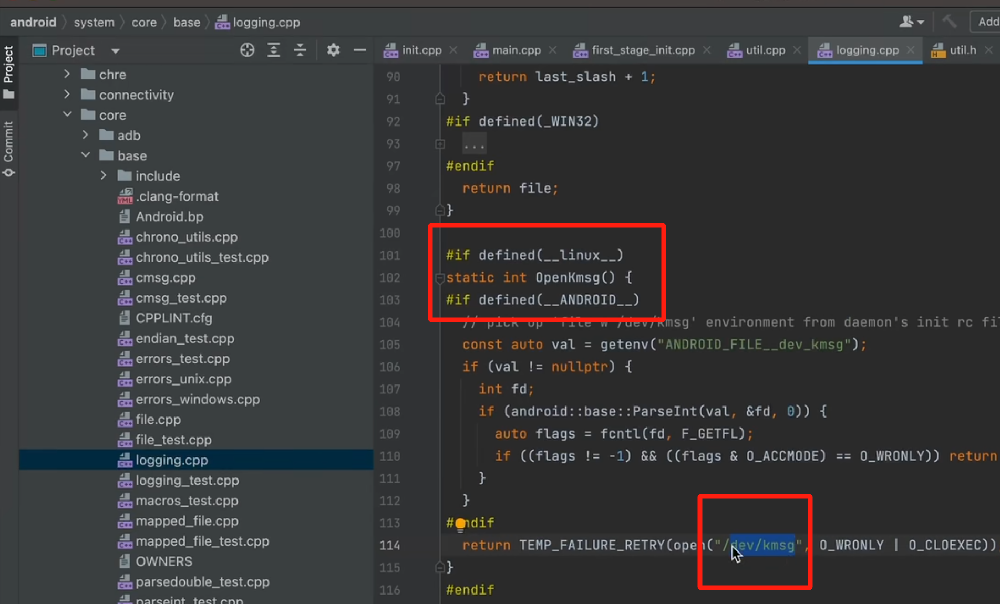 android system core base logging.cpp
Add
Project
Project
Commit
init.cpp main.cpp first_stage_init.cpp util.cpp logging.cpp util.h
chre
connectivity
core
adb
base
include
.clang-format
Android.bp
chrono_utils.cpp
chrono_utils_test.cpp
cmsg.cpp
cmsg_test.cpp
CPPLINT.cfg
endian_test.cpp
errors_test.cpp
errors_unix.cpp
errors_windows.cpp
file.cpp
file_test.cpp
logging.cpp
logging_test.cpp
macros_test.cpp
mapped_file.cpp
mapped_file_test.cpp
OWNERS
parsedouble_test.cpp
parseint_test.cpp
90 return last_slash + 1;
91 }
92 #if defined(_WIN32)
93 ...
97 #endif
98 return file;
99 }
100
101 #if defined(__linux__)
102 static int OpenKmsg() {
103 #if defined(__ANDROID__)
104 // pick up 'file w /dev/kmsg' environment from daemon's init rc fi
105 const auto val = getenv("ANDROID_FILE__dev_kmsg");
106 if (val != nullptr) {
107 int fd;
108 if (android::base::ParseInt(val, &fd, 0)) {
109 auto flags = fcntl(fd, F_GETFL);
110 if ((flags != -1) && ((flags & O_ACCMODE) == O_WRONLY)) return
111 }
112 }
113 #endif
114 return TEMP_FAILURE_RETRY(open("/dev/kmsg", O_WRONLY | O_CLOEXEC))
115 }
116 #endif